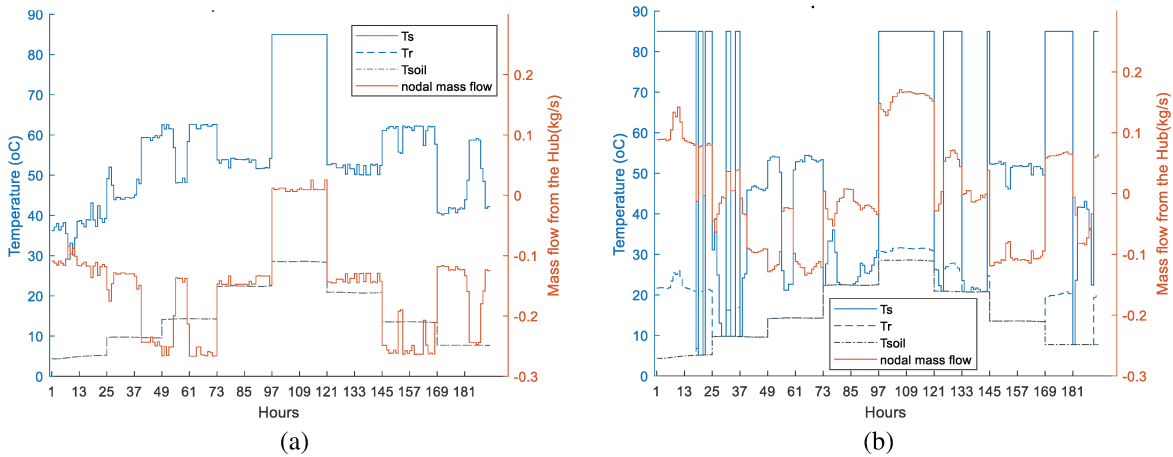 90
80
70
60
50
40
30
20
10
0
Temperature (oC)
Ts
Tr
Tsoil
nodal mass flow
0.2
0.1
0
-0.1
-0.2
-0.3
Mass flow from the Hub(kg/s)
1 13 25 37 49 61 73 85 97 109 121 133 145 157 169 181
Hours
(a)
90
80
70
60
50
40
30
20
10
0
Temperature (oC)
Ts
Tr
Tsoil
nodal mass flow
0.2
0.1
0
-0.1
-0.2
-0.3
Mass flow from the Hub(kg/s)
1 13 25 37 49 61 73 85 97 109 121 133 145 157 169 181
Hours
(b)